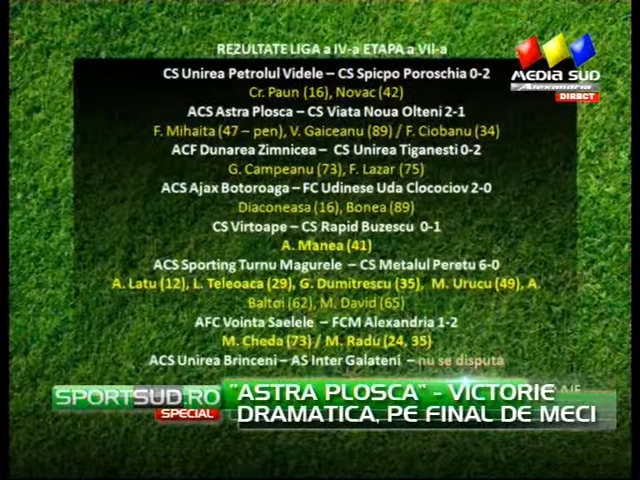 REZULTATE LIGA a IV-a ETAPA a VII-a
CS Unirea Petrolul Videle – CS Spicpo Poroschia 0-2
Cr. Paun (16), Novac (42)
ACS Astra Plosca – CS Viata Noua Olteni 2-1
F. Mihaita (47 – pen), V. Gaiceanu (89) / F. Ciobanu (34)
ACF Dunarea Zimnicea – CS Unirea Tiganesti 0-2
G. Campeanu (73), F. Lazar (75)
ACS Ajax Botoroaga – FC Udinese Uda Clocociov 2-0
Diaconeasa (16), Bonea (89)
CS Virtoape – CS Rapid Buzescu 0-1
A. Manea (41)
ACS Sporting Turnu Magurele – CS Metalul Peretu 6-0
A. Latu (12), L. Teleoaca (29), G. Dumitrescu (35), M. Urucu (49), A.
Baltoi (62), M. David (65)
AFC Vointa Saelele – FCM Alexandria 1-2
M. Cheda (73) / M. Radu (24, 35)
ACS Unirea Brinceni – AS Inter Galateni – nu se disputa
MEDIA SUD
Alexandria
DIRECT
SPORTSUD.RO
SPECIAL
"ASTRA PLOSCA" - VICTORIE
DRAMATICA, PE FINAL DE MECI